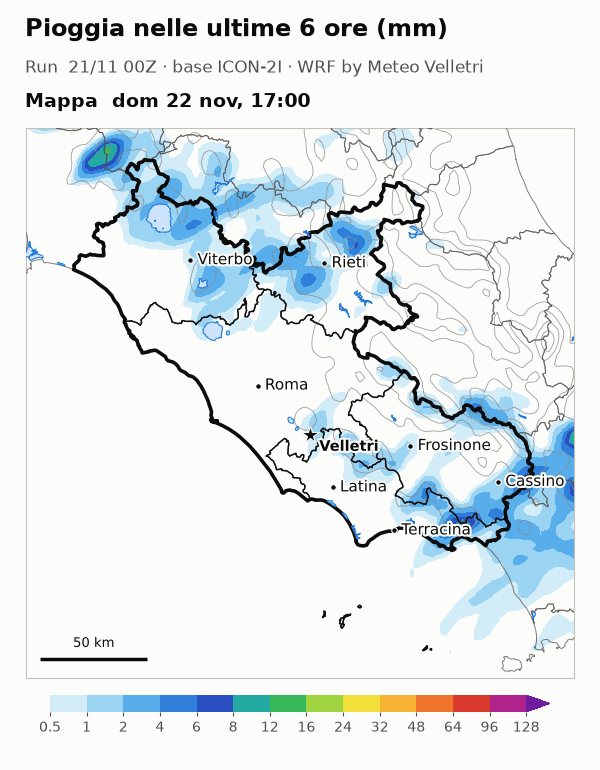 Pioggia nelle ultime 6 ore (mm)
Run  21/11 00Z · base ICON-2I · WRF by Meteo Velletri
Mappa  dom 22 nov, 17:00
Viterbo
Rieti
Roma
Velletri
Frosinone
Latina
Cassino
Terracina
50 km
0.5 1 2 4 6 8 12 16 24 32 48 64 96 128